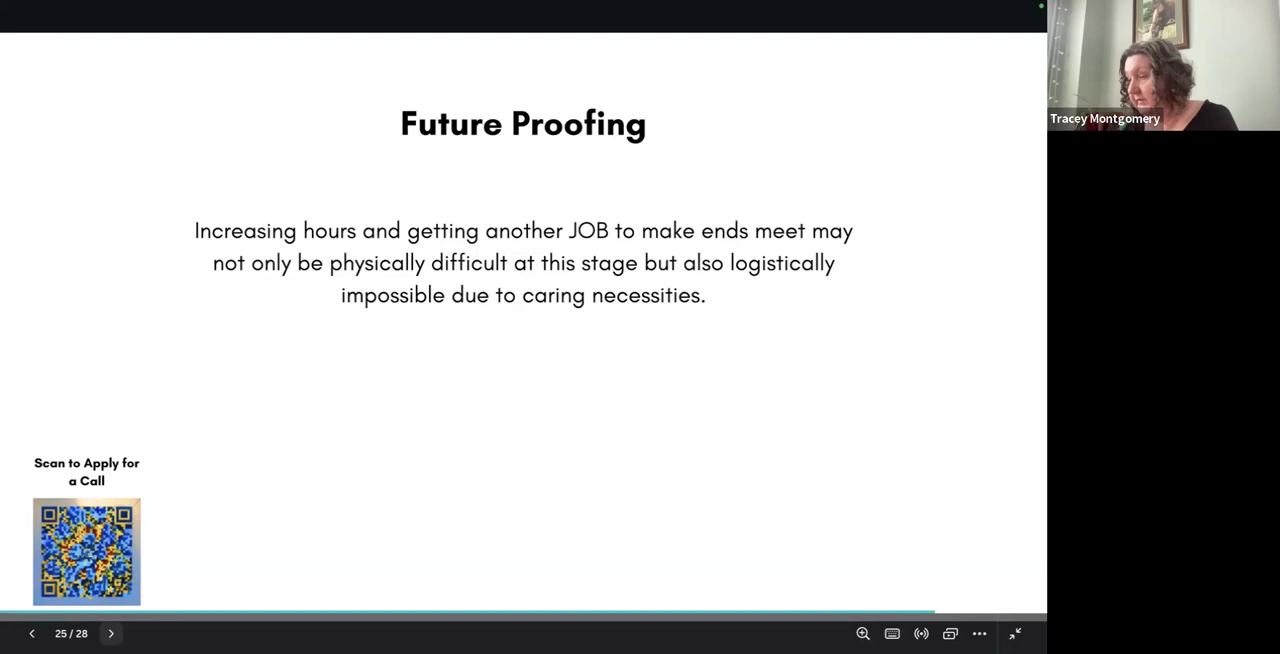 Future Proofing
Increasing hours and getting another JOB to make ends meet may
not only be physically difficult at this stage but also logistically
impossible due to caring necessities.
Scan to Apply for
a Call
25 / 28
Tracey Montgomery